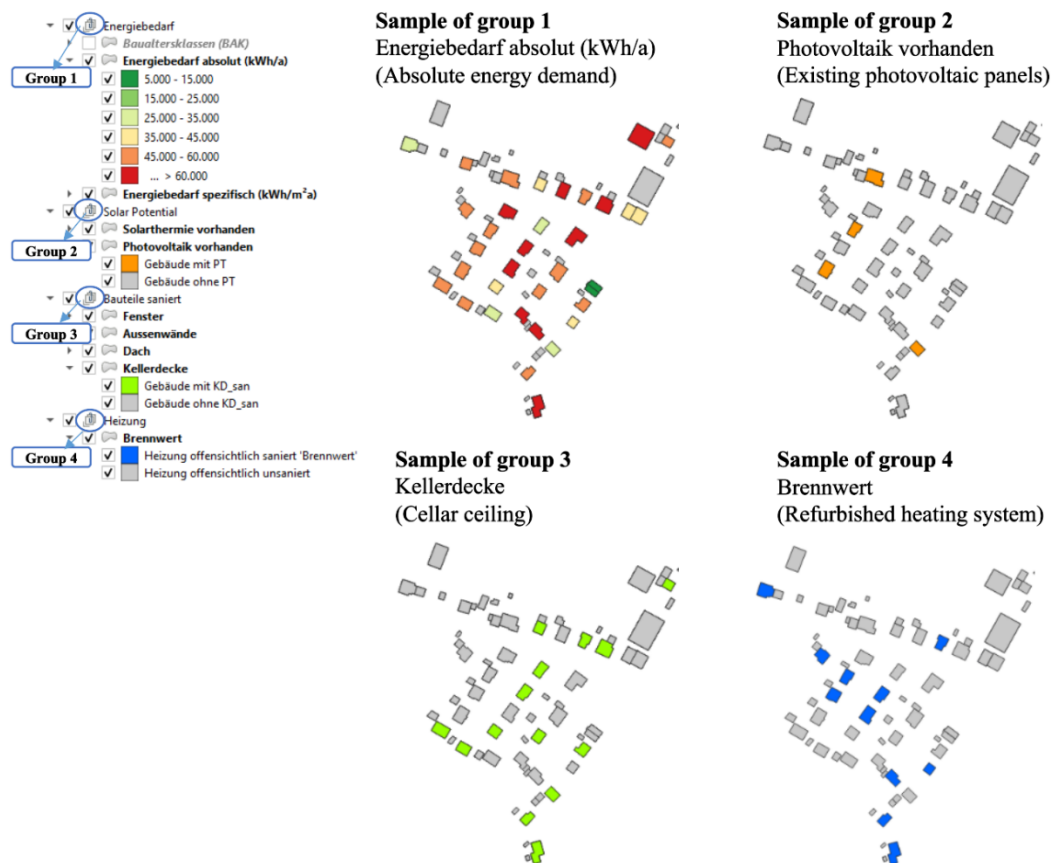 Energiebedarf
Baualtersklassen (BAK)
Energiebedarf absolut (kWh/a)
Group 1
5.000 - 15.000
15.000 - 25.000
25.000 - 35.000
35.000 - 45.000
45.000 - 60.000
... > 60.000
Energiebedarf spezifisch (kWh/m²a)
Solar Potential
Solarthermie vorhanden
Group 2
Photovoltaik vorhanden
Gebäude mit PT
Gebäude ohne PT
Bauteile saniert
Fenster
Group 3
Aussenwände
Dach
Kellerdecke
Gebäude mit KD_san
Gebäude ohne KD_san
Heizung
Brennwert
Group 4
Heizung offensichtlich saniert 'Brennwert'
Heizung offensichtlich unsaniert
Sample of group 1
Energiebedarf absolut (kWh/a)
(Absolute energy demand)
Sample of group 2
Photovoltaik vorhanden
(Existing photovoltaic panels)
Sample of group 3
Kellerdecke
(Cellar ceiling)
Sample of group 4
Brennwert
(Refurbished heating system)